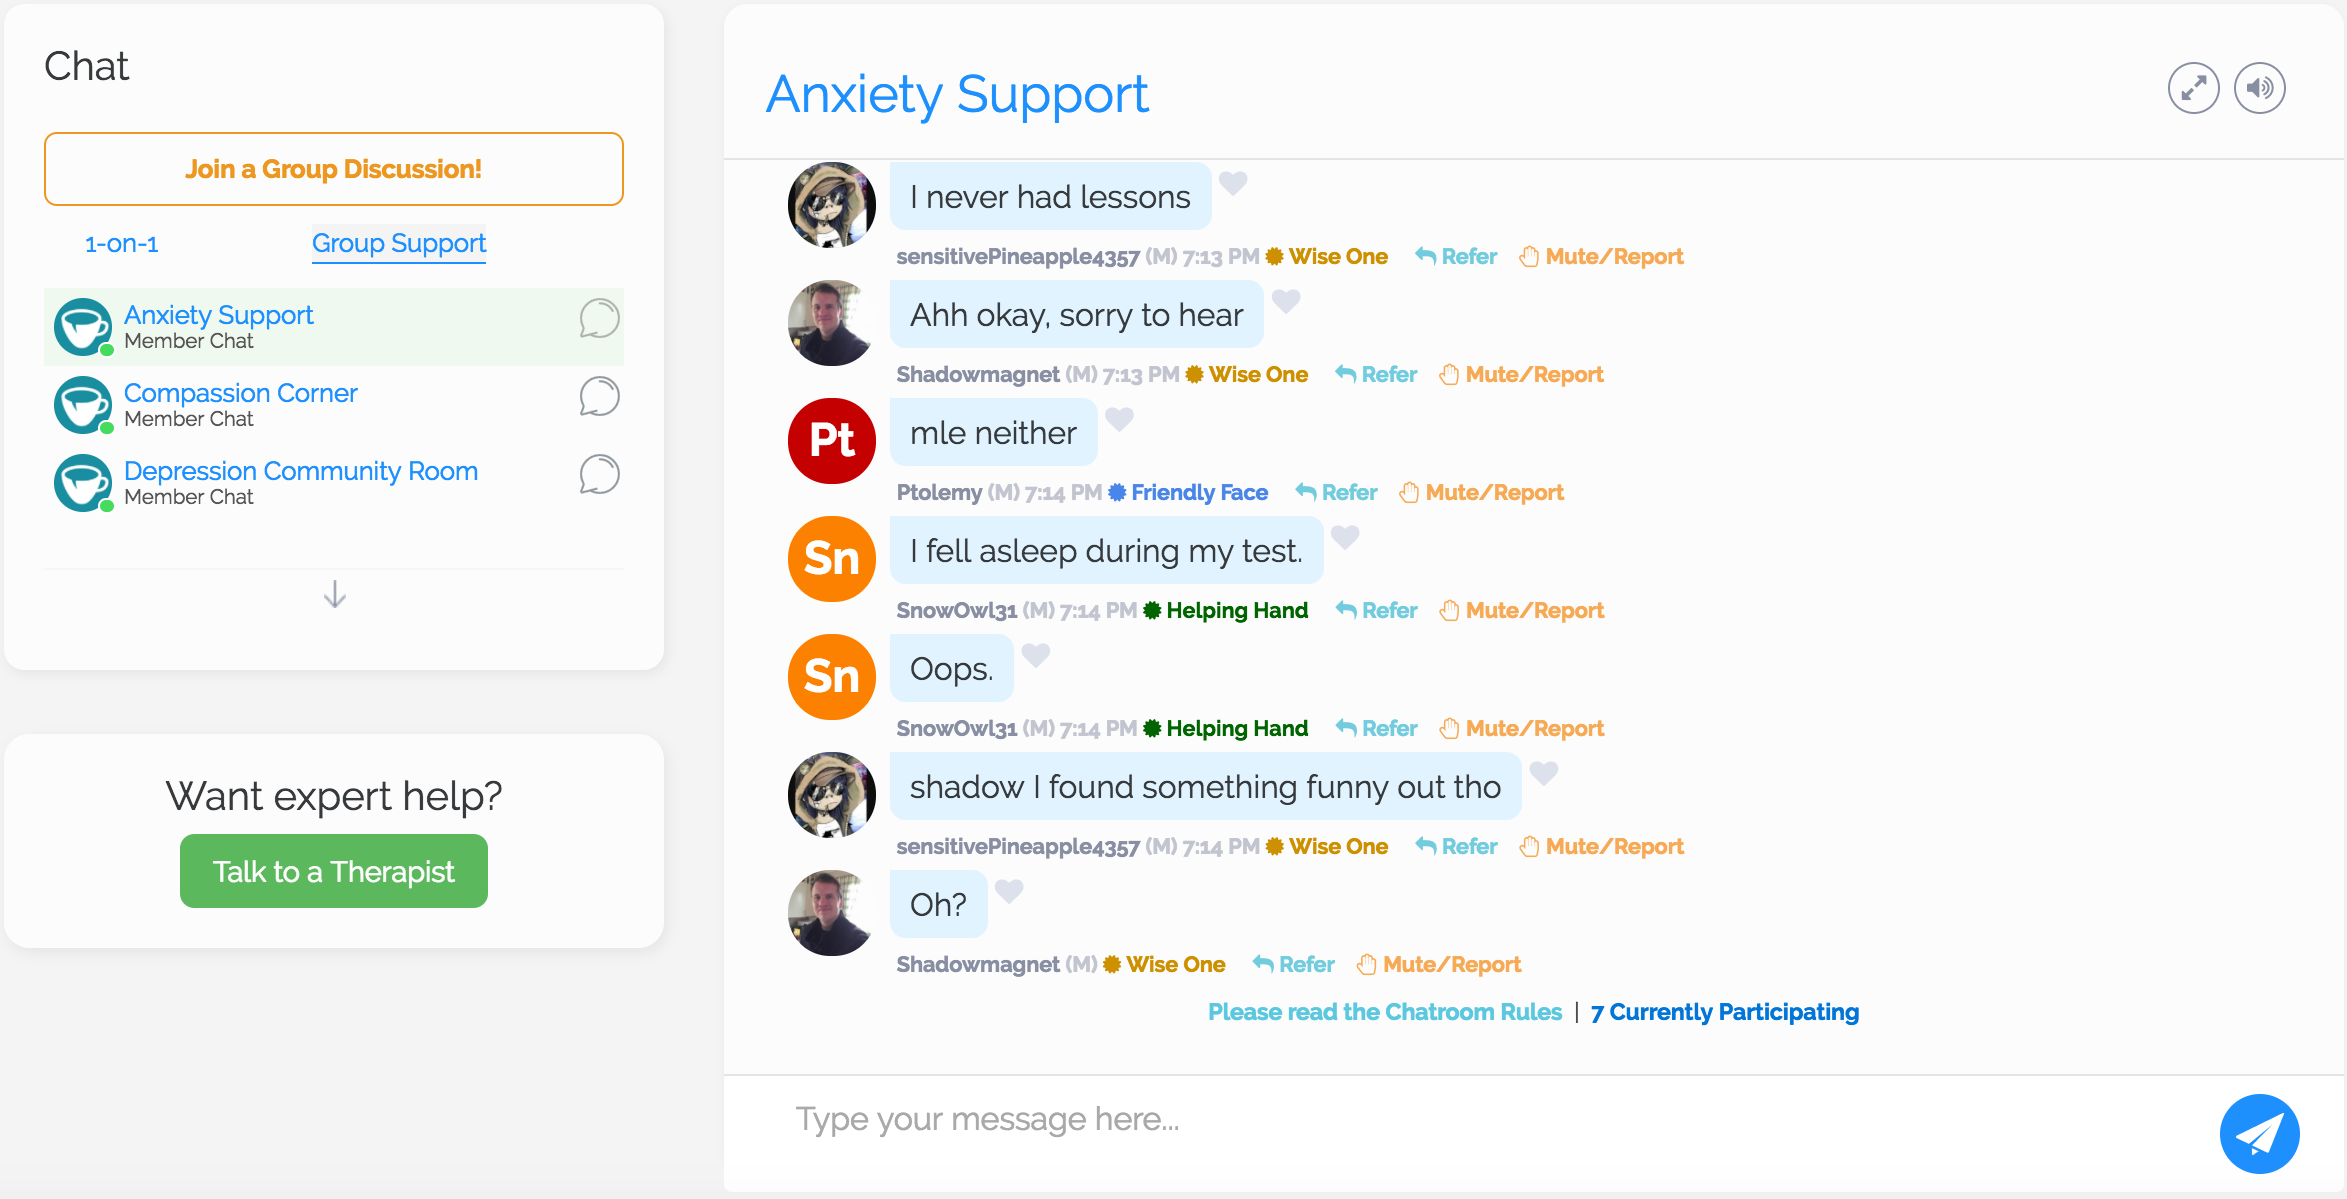 Chat
Join a Group Discussion!
1-on-1 Group Support
Anxiety Support
Member Chat
Compassion Corner
Member Chat
Depression Community Room
Member Chat
Want expert help?
Talk to a Therapist
Anxiety Support
I never had lessons
sensitivePineapple4357 (M) 7:13 PM Wise One Refer Mute/Report
Ahh okay, sorry to hear
Shadowmagnet (M) 7:13 PM Wise One Refer Mute/Report
Pt
mle neither
Ptolemy (M) 7:14 PM Friendly Face Refer Mute/Report
Sn
I fell asleep during my test.
SnowOwl31 (M) 7:14 PM Helping Hand Refer Mute/Report
Sn
Oops.
SnowOwl31 (M) 7:14 PM Helping Hand Refer Mute/Report
shadow I found something funny out tho
sensitivePineapple4357 (M) 7:14 PM Wise One Refer Mute/Report
Oh?
Shadowmagnet (M) Wise One Refer Mute/Report
Please read the Chatroom Rules | 7 Currently Participating
Type your message here...